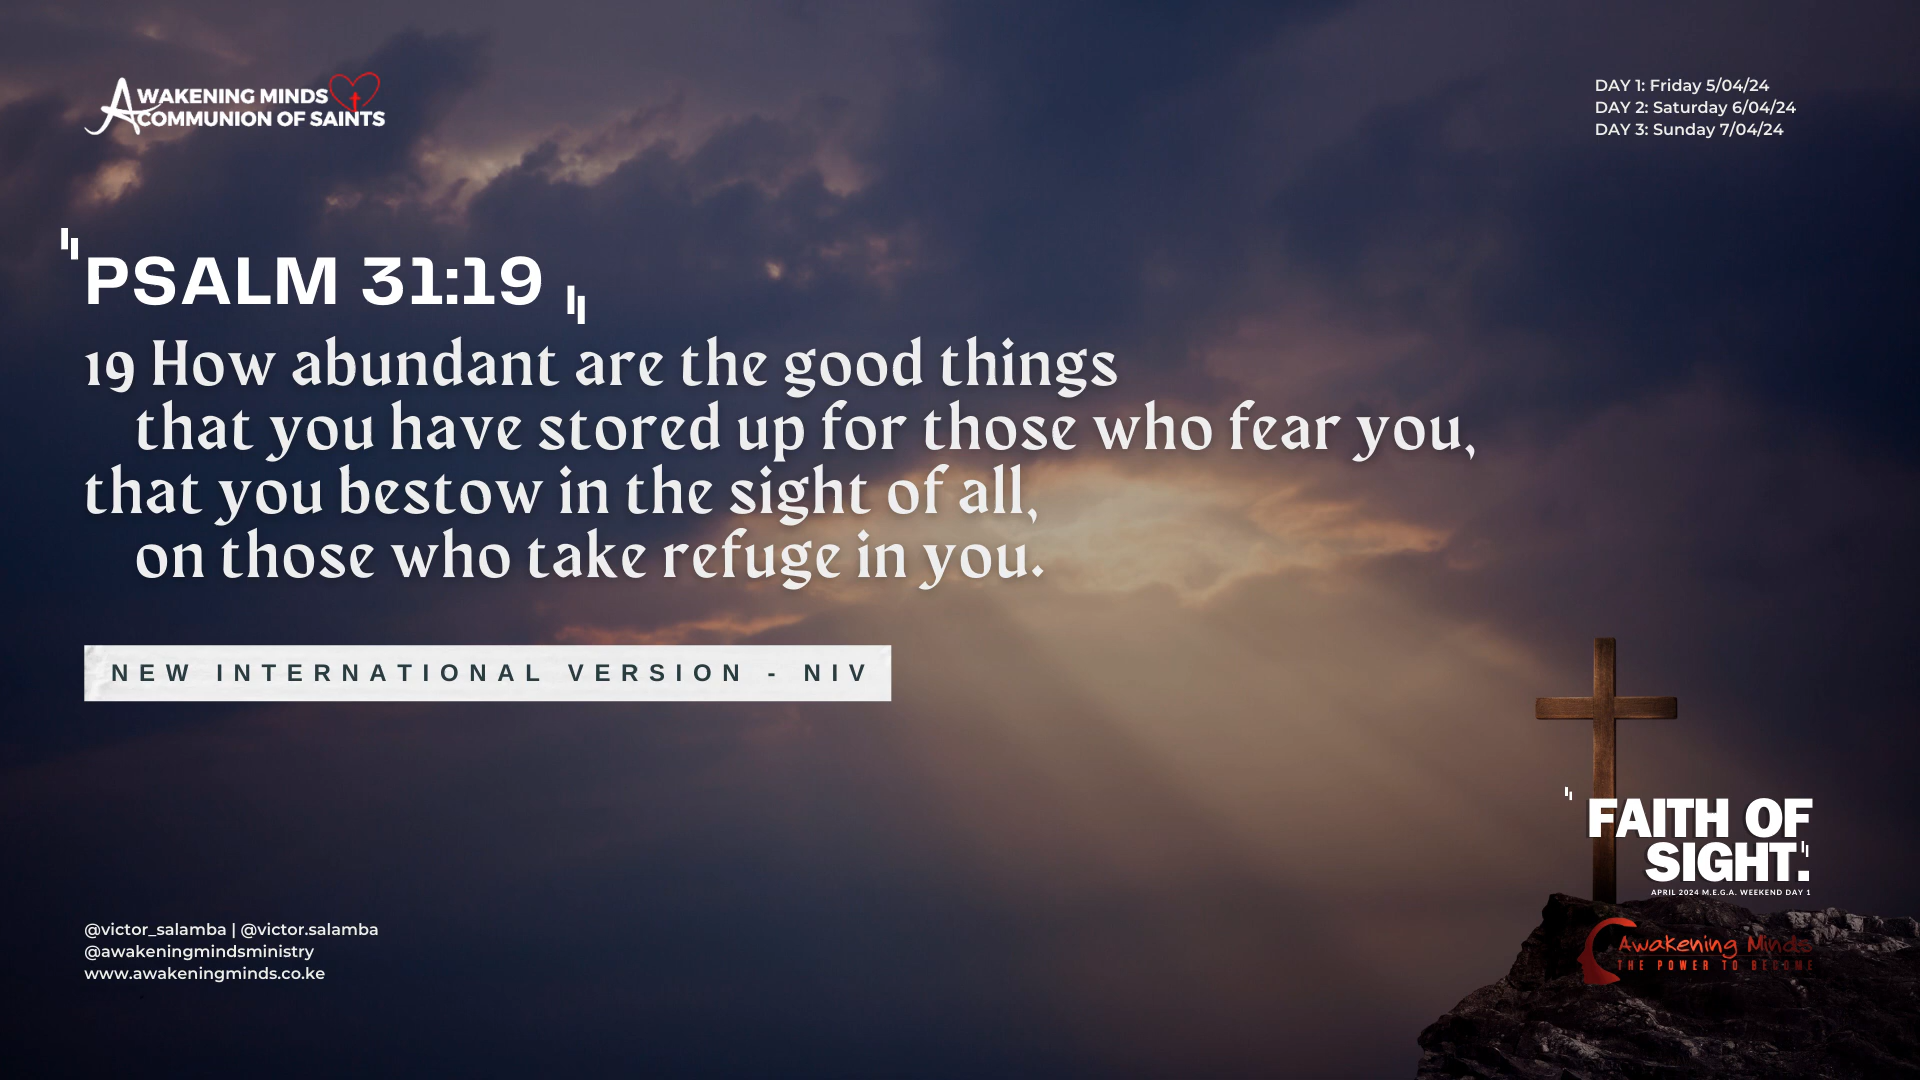 AWAKENING MINDS
COMMUNION OF SAINTS
DAY 1: Friday 5/04/24
DAY 2: Saturday 6/04/24
DAY 3: Sunday 7/04/24
PSALM 31:19
19 How abundant are the good things
that you have stored up for those who fear you,
that you bestow in the sight of all,
on those who take refuge in you.
NEW INTERNATIONAL VERSION - NIV
FAITH OF
SIGHT.
APRIL 2024 M.E.G.A. WEEKEND DAY 1
Awakening Minds
THE POWER TO BECOME
@victor_salamba | @victor.salamba
@awakeningmindsministry
www.awakeningminds.co.ke